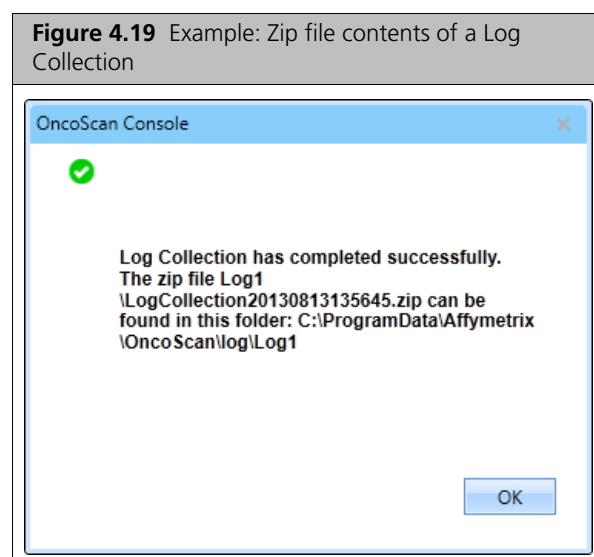 Figure 4.19 Example: Zip file contents of a Log
Collection
OncoScan Console
Log Collection has completed successfully.
The zip file Log1
\LogCollection20130813135645.zip can be
found in this folder: C:\ProgramData\Affymetrix
\OncoScan\log\Log1
OK